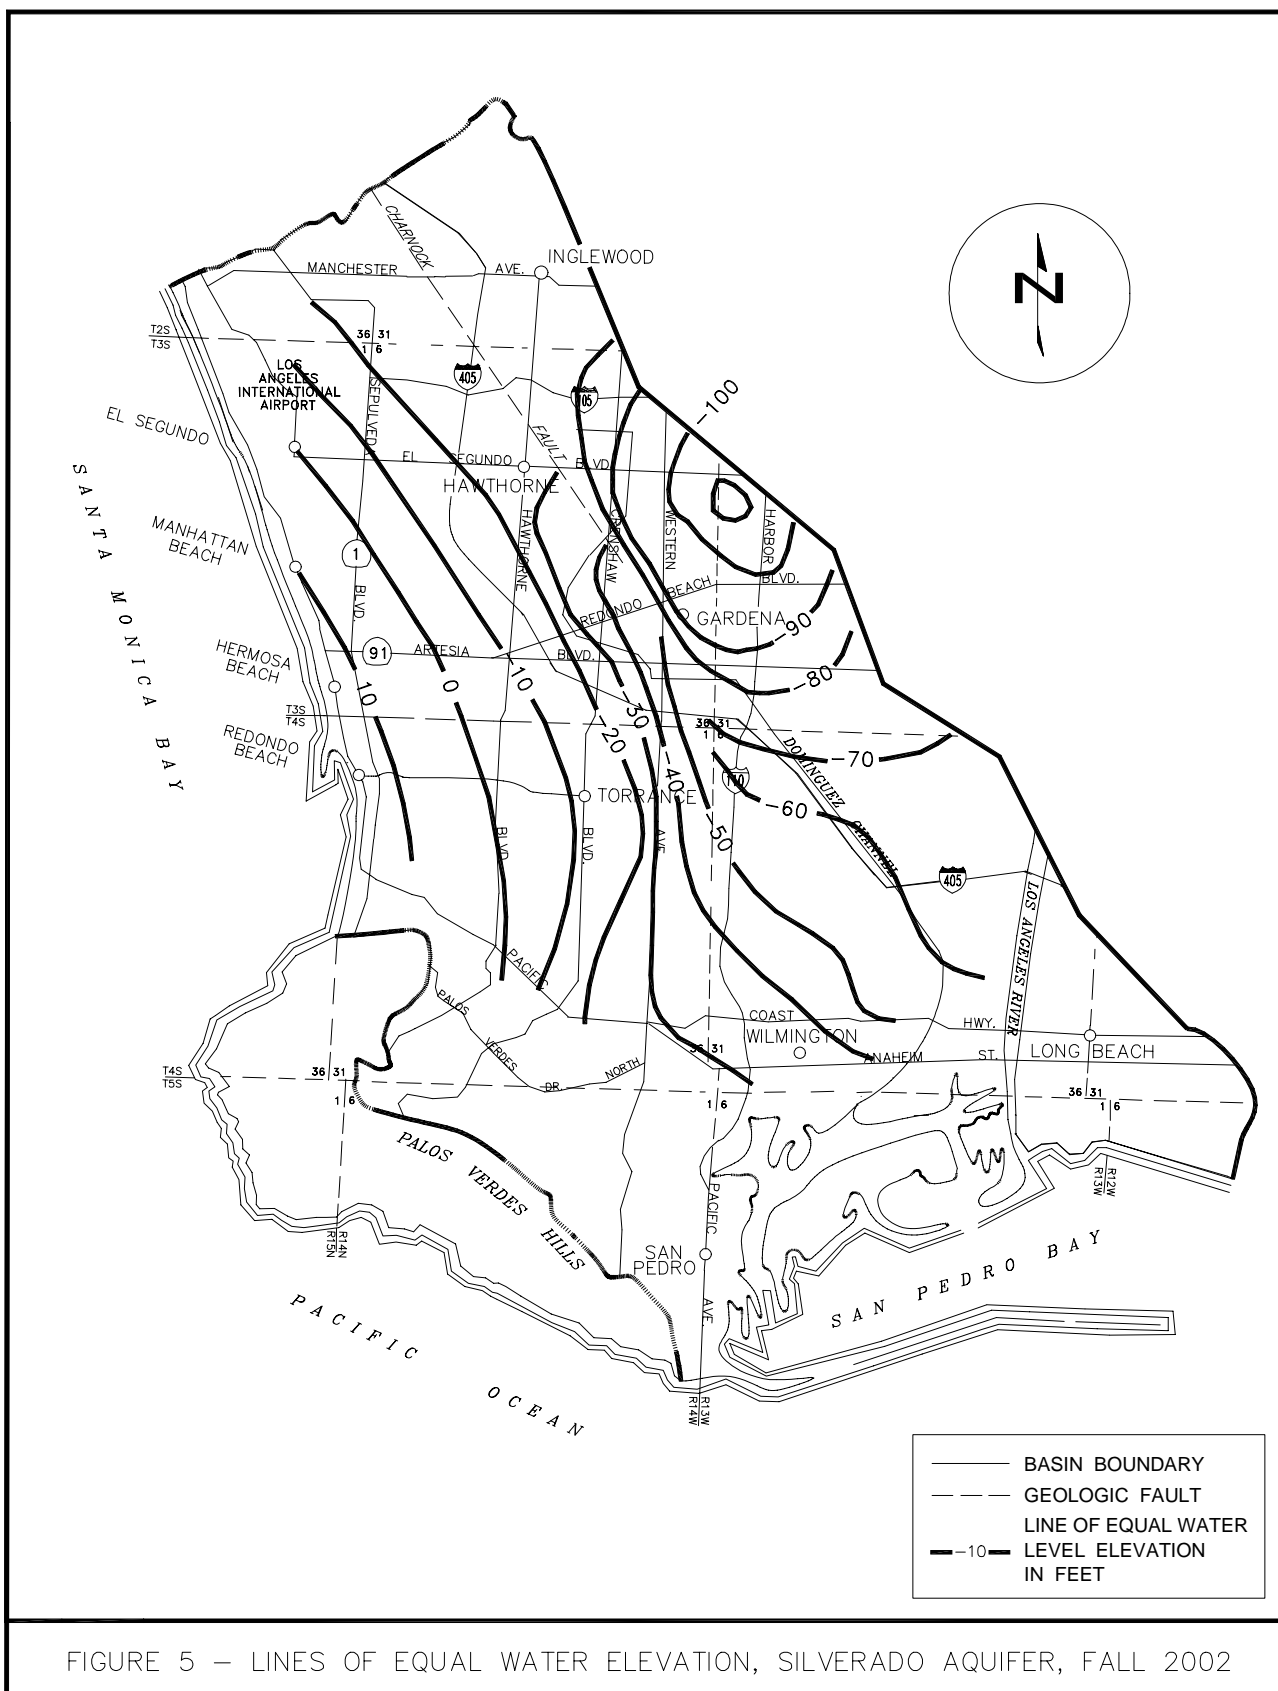 INGLEWOOD
MANCHESTER AVE.
CHARNOCK
FAULT
N
T2S
T3S
36 31
1 6
LOS
ANGELES
INTERNATIONAL
AIRPORT
405
105
-100
SEPULVEDA
EL SEGUNDO
EL SEGUNDO BLVD.
HAWTHORNE
SANTA MONICA BAY
MANHATTAN
BEACH
1
BLVD.
HAWTHORNE
CRENSHAW
WESTERN
HARBOR
REDONDO BEACH BLVD.
GARDENA
-90
HERMOSA
BEACH
91
ARTESIA BLVD.
-80
10
0
-10
-20
-30
-40
-50
T3S
T4S
36 31
1 6
REDONDO
BEACH
-70
110
-60
DOMINGUEZ CHANNEL
TORRANCE
BLVD.
BLVD.
AVE.
405
LOS ANGELES RIVER
PACIFIC COAST HWY.
PALOS VERDES DR. NORTH
WILMINGTON
36 31
ANAHEIM ST.
LONG BEACH
T4S
T5S
36 31
1 6
1 6
36 31
1 6
PALOS VERDES HILLS
R14N
R15N
PACIFIC
AVE.
SAN
PEDRO
R12W
R13W
SAN PEDRO BAY
PACIFIC OCEAN
R13W
R14W
BASIN BOUNDARY
GEOLOGIC FAULT
LINE OF EQUAL WATER
-10 LEVEL ELEVATION
IN FEET
FIGURE 5 – LINES OF EQUAL WATER ELEVATION, SILVERADO AQUIFER, FALL 2002